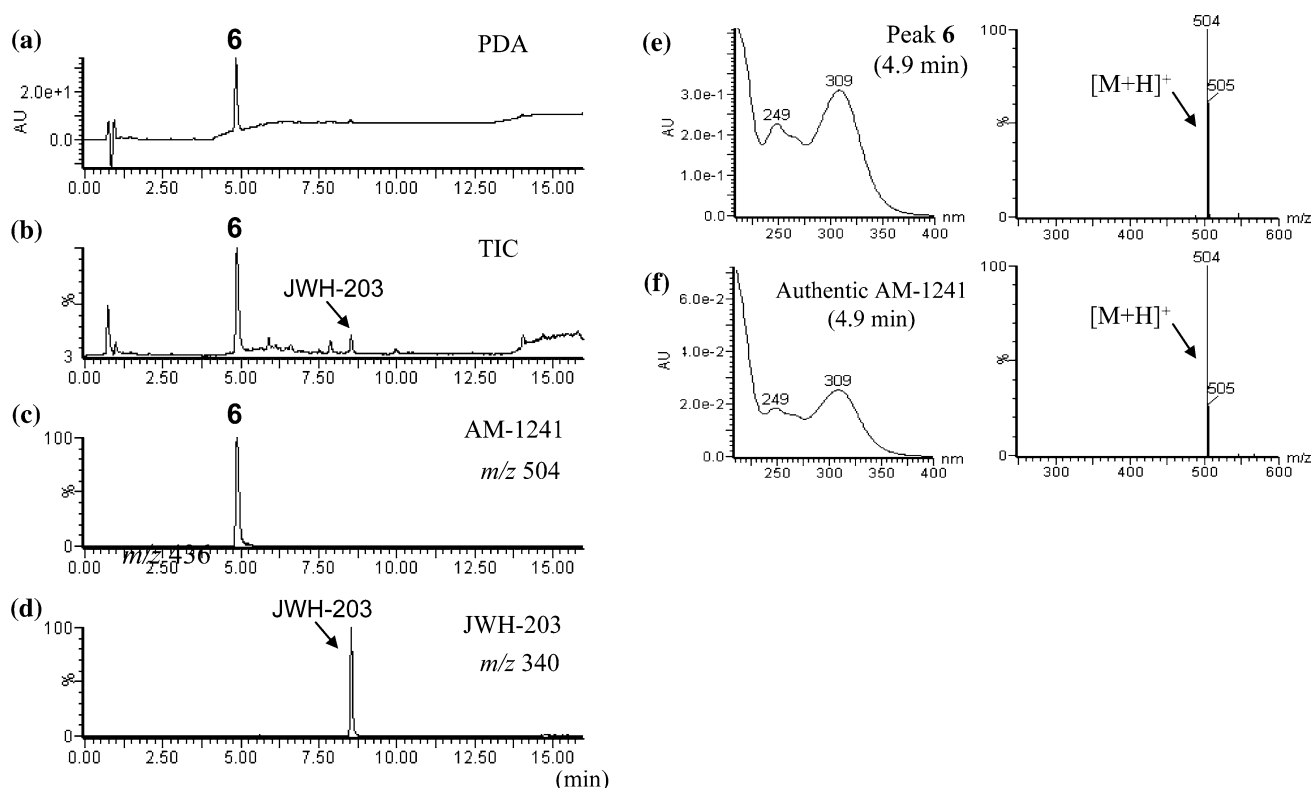 (a)
6
PDA
2.0e+1
AU
0.0
0.00 2.50 5.00 7.50 10.00 12.50 15.00
(b)
6
TIC
JWH-203
%
3
0.00 2.50 5.00 7.50 10.00 12.50 15.00
(c)
6
AM-1241
m/z 504
100
%
0
m/z 436
0.00 2.50 5.00 7.50 10.00 12.50 15.00
(d)
JWH-203
JWH-203
m/z 340
100
%
0
0.00 2.50 5.00 7.50 10.00 12.50 15.00
(min)
(e)
Peak 6
(4.9 min)
309
249
3.0e-1
2.0e-1
1.0e-1
0.0
AU
250 300 350 400 nm
504
100
505
[M+H]+
%
0
300 400 500 600 m/z
(f)
Authentic AM-1241
(4.9 min)
309
249
6.0e-2
4.0e-2
2.0e-2
0.0
AU
250 300 350 400 nm
504
100
[M+H]+
505
%
0
300 400 500 600 m/z